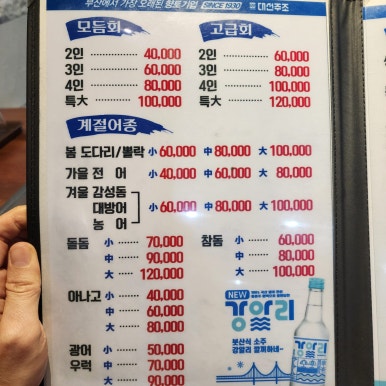 부산에서 가장 오래된 향토기업 SINCE 1930 대선주조
모듬회
2인 ········ 40,000
3인 ········ 60,000
4인 ········ 80,000
특大 ······ 100,000
고급회
2인 ········ 60,000
3인 ········ 80,000
4인 ······ 100,000
특大 ···· 120,000
계절어종
봄 도다리/뽈락 小 60,000 中 80,000 大 100,000
가을 전 어 小 40,000 中 60,000 大 80,000
겨울 감성돔
대방어 小 60,000 中 80,000 大 100,000
농 어
돌돔 小 ······ 70,000
中 ······ 90,000
大 ······ 120,000
참돔 小 ······ 60,000
中 ······ 80,000
大 ······ 100,000
아나고 小 ······ 40,000
中 ······ 60,000
大 ······ 80,000
광어 小 ······ 50,000
우럭 中 ······ 70,000
大 ······ 90,000
NEW
강알리
붓산식 소주
강알리 깔꼬하네~